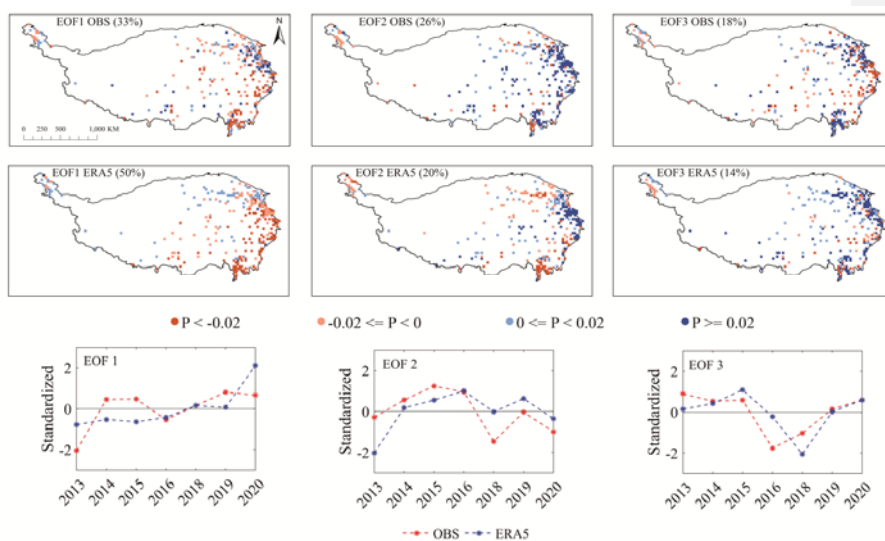 EOF1 OBS (33%)
N
0 250 500 1,000 KM
EOF2 OBS (26%)
EOF3 OBS (18%)
EOF1 ERA5 (50%)
EOF2 ERA5 (20%)
EOF3 ERA5 (14%)
P < -0.02
-0.02 <= P < 0
0 <= P < 0.02
P >= 0.02
EOF 1
Standardized
2
0
-2
2013 2014 2015 2016 2018 2019 2020
EOF 2
Standardized
2
0
-2
2013 2014 2015 2016 2018 2019 2020
EOF 3
Standardized
2
0
-2
2013 2014 2015 2016 2018 2019 2020
OBS ERA5